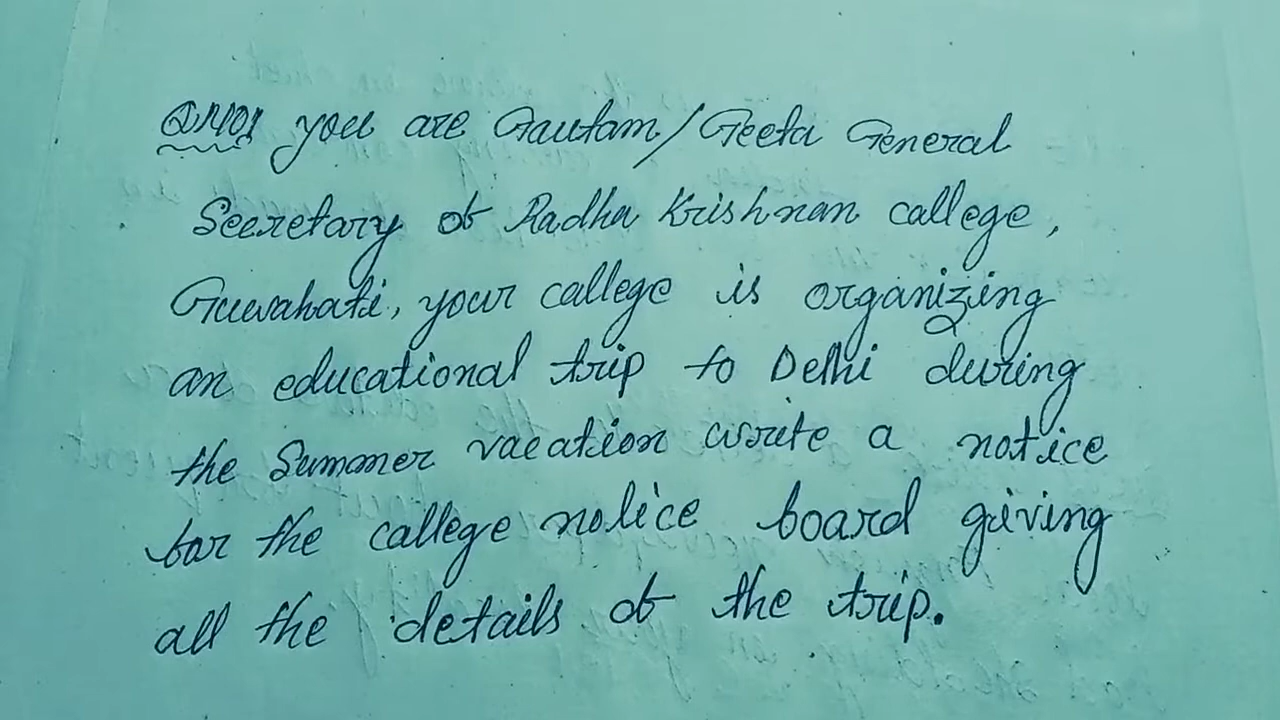 Q.No1 you are Gautam/Geeta General
Secretary of Radha Krishnan college,
Guwahati, your college is organizing
an educational trip to Delhi during
the Summer vacation write a notice
for the college notice board giving
all the details of the trip.